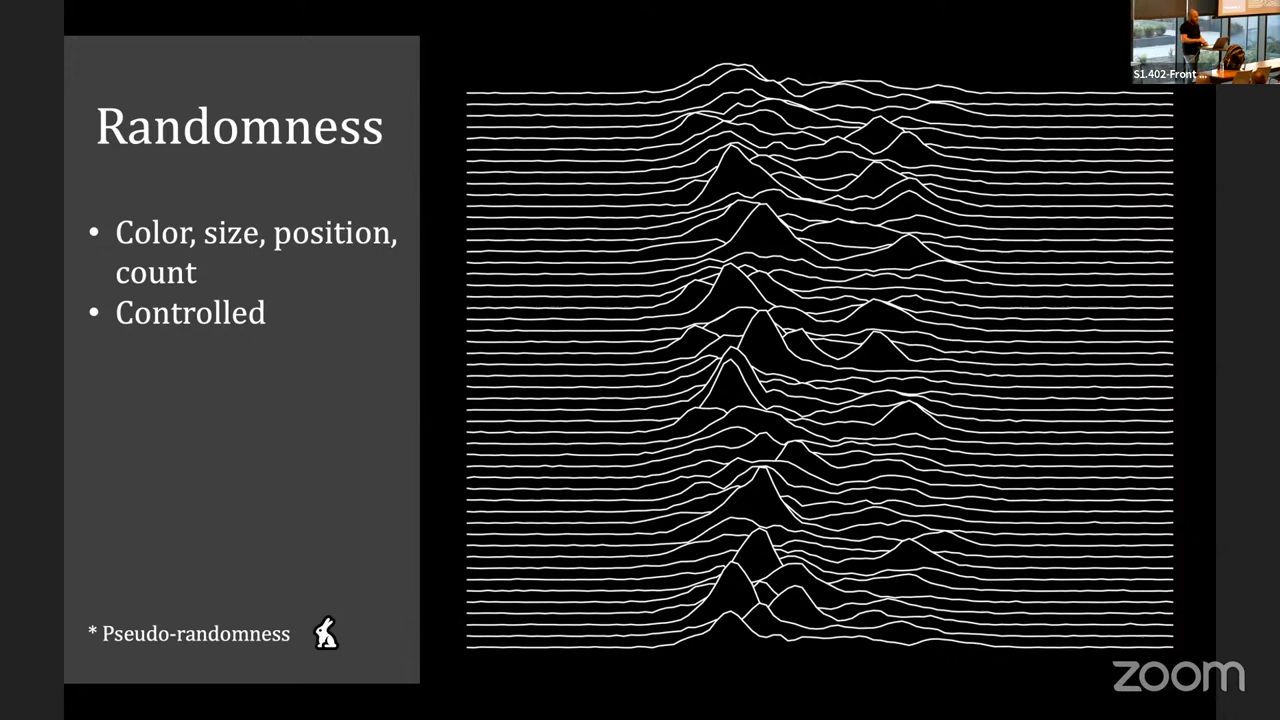 Randomness
• Color, size, position,
count
• Controlled
* Pseudo-randomness
S1.402-Front ...
zoom